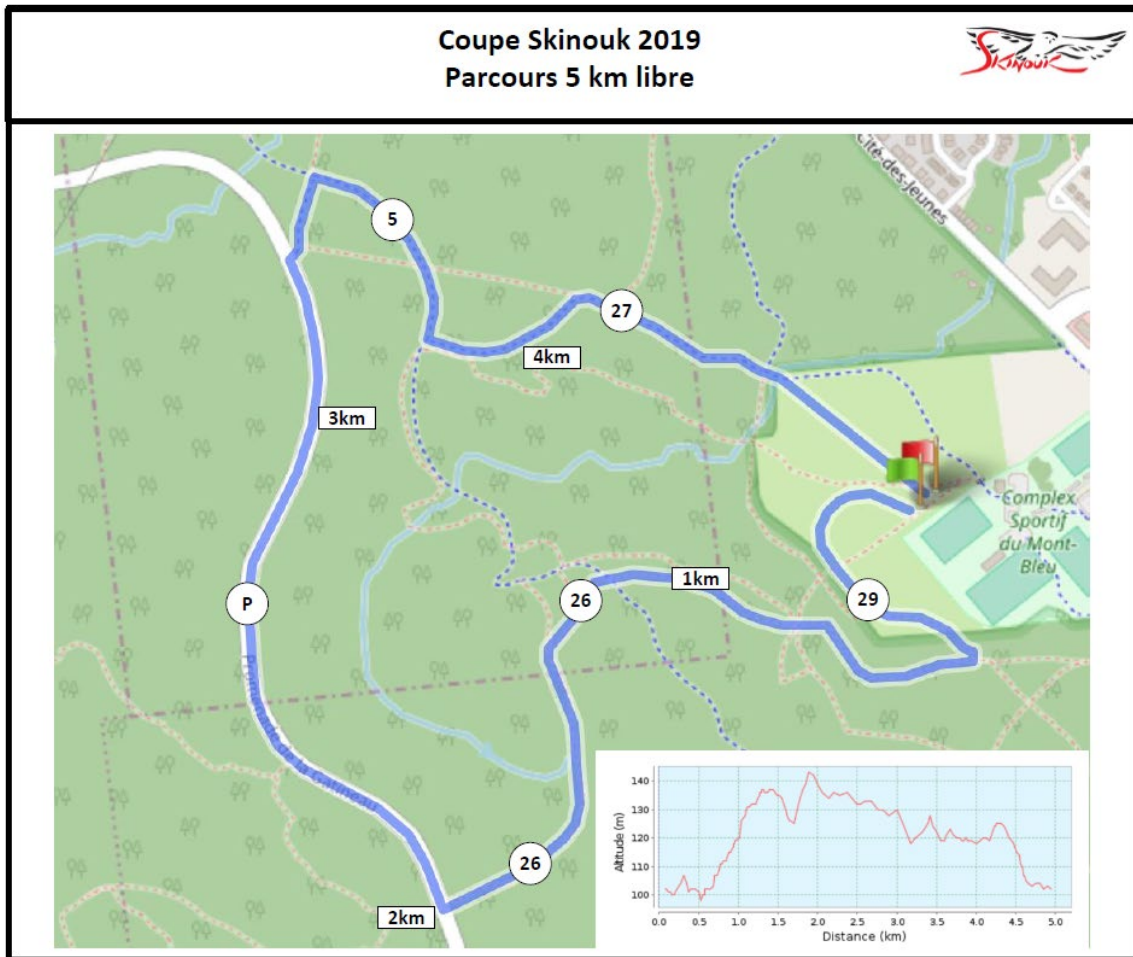 Coupe Skinouk 2019
Parcours 5 km libre
SKINOUK
Cité-des-Jeunes
5
27
4km
3km
Complex
Sportif
du Mont-
Bleu
1km
26
29
P
Promenade de la Gatineau
26
2km
Altitude (m)
140
130
120
110
100
0.0 0.5 1.0 1.5 2.0 2.5 3.0 3.5 4.0 4.5 5.0
Distance (km)